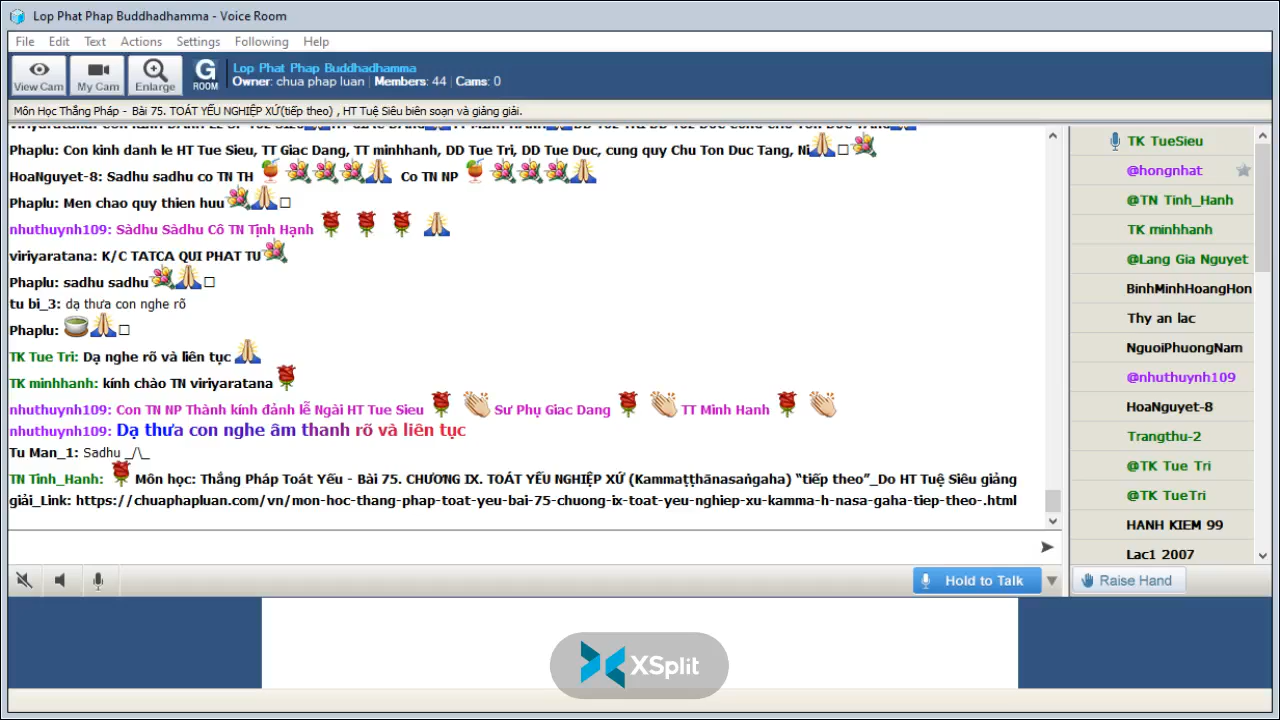 Lop Phat Phap Buddhadhamma - Voice Room
File Edit Text Actions Settings Following Help
View Cam My Cam Enlarge G ROOM
Lop Phat Phap Buddhadhamma
Owner: chua phap luan | Members: 44 | Cams: 0
Môn Học Thắng Pháp - Bài 75. TOÁT YẾU NGHIỆP XỨ(tiếp theo) , HT Tuệ Siêu biên soạn và giảng giải.
Phaplu: Con kinh danh le HT Tue Sieu, TT Giac Dang, TT minhhanh, DD Tue Tri, DD Tue Duc, cung quy Chu Ton Duc Tang, Ni
HoaNguyet-8: Sadhu sadhu co TN TH Co TN NP
Phaplu: Men chao quy thien huu
nhuthuynh109: Sàdhu Sàdhu Cô TN Tịnh Hạnh
viriyaratana: K/C TATCA QUI PHAT TU
Phaplu: sadhu sadhu
tu bi_3: dạ thưa con nghe rõ
Phaplu:
TK Tue Tri: Dạ nghe rõ và liên tục
TK minhhanh: kính chào TN viriyaratana
nhuthuynh109: Con TN NP Thành kính đảnh lễ Ngài HT Tue Sieu Sư Phụ Giac Dang TT Minh Hanh
nhuthuynh109: Dạ thưa con nghe âm thanh rõ và liên tục
Tu Man_1: Sadhu _/\_
TN Tinh_Hanh: Môn học: Thắng Pháp Toát Yếu - Bài 75. CHƯƠNG IX. TOÁT YẾU NGHIỆP XỨ (Kammaṭṭhānasaṅgaha) “tiếp theo”_Do HT Tuệ Siêu giảng
giải_Link: https://chuaphapluan.com/vn/mon-hoc-thang-phap-toat-yeu-bai-75-chuong-ix-toat-yeu-nghiep-xu-kamma-h-nasa-gaha-tiep-theo-.html
TK TueSieu
@hongnhat
@TN Tinh_Hanh
TK minhhanh
@Lang Gia Nguyet
BinhMinhHoangHon
Thy an lac
NguoiPhuongNam
@nhuthuynh109
HoaNguyet-8
Trangthu-2
@TK Tue Tri
@TK TueTri
HANH KIEM 99
Lac1 2007
Hold to Talk
Raise Hand
XSplit